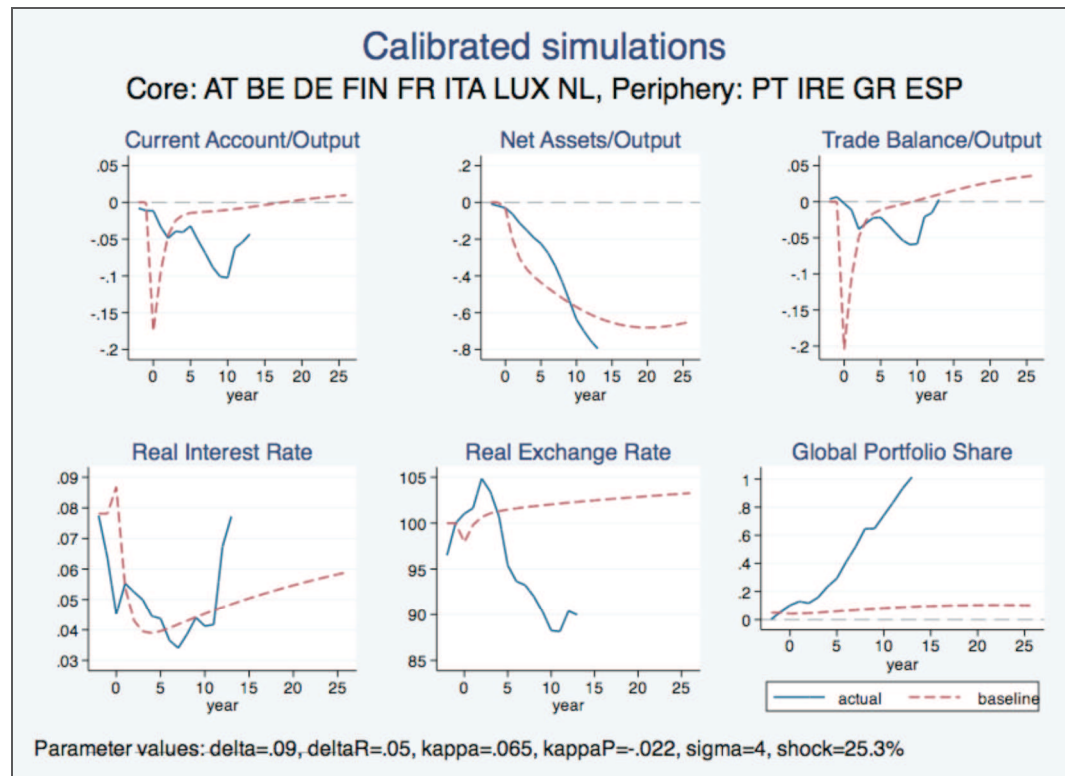 Calibrated simulations
Core: AT BE DE FIN FR ITA LUX NL, Periphery: PT IRE GR ESP
Current Account/Output
.05
0
-.05
-.1
-.15
-.2
0 5 10 15 20 25
year
Net Assets/Output
.2
0
-.2
-.4
-.6
-.8
0 5 10 15 20 25
year
Trade Balance/Output
.05
0
-.05
-.1
-.15
-.2
0 5 10 15 20 25
year
Real Interest Rate
.09
.08
.07
.06
.05
.04
.03
0 5 10 15 20 25
year
Real Exchange Rate
105
100
95
90
85
0 5 10 15 20 25
year
Global Portfolio Share
1
.8
.6
.4
.2
0
0 5 10 15 20 25
year
actual baseline
Parameter values: delta=.09, deltaR=.05, kappa=.065, kappaP=-.022, sigma=4, shock=25.3%